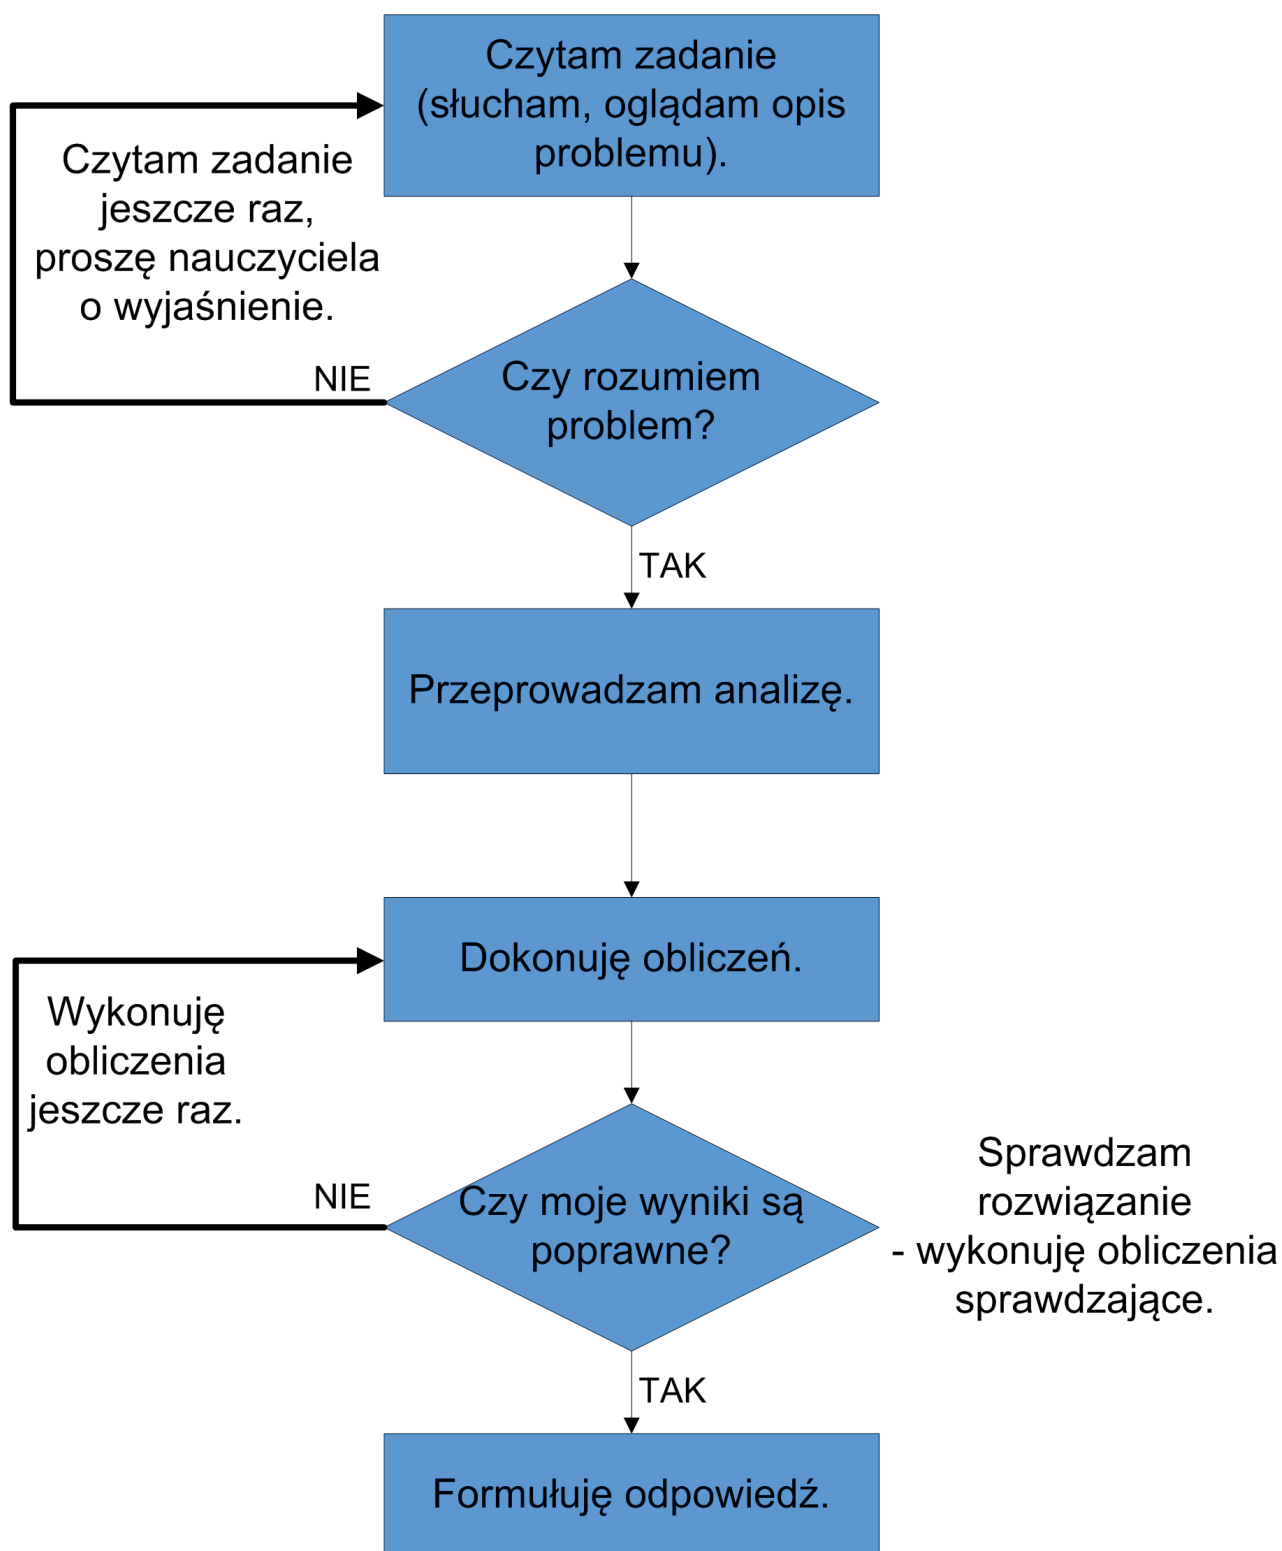 Czytam zadanie
(słucham, oglądam opis
problemu).
Czytam zadanie
jeszcze raz,
proszę nauczyciela
o wyjaśnienie.
NIE
Czy rozumiem
problem?
TAK
Przeprowadzam analizę.
Dokonuję obliczeń.
Wykonuję
obliczenia
jeszcze raz.
NIE
Czy moje wyniki są
poprawne?
Sprawdzam
rozwiązanie
- wykonuję obliczenia
sprawdzające.
TAK
Formułuję odpowiedź.